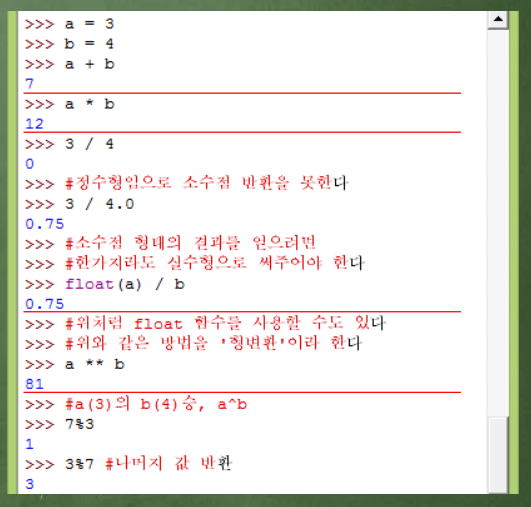 >>> a = 3
>>> b = 4
>>> a + b
7
>>> a * b
12
>>> 3 / 4
0
>>> #정수형임으로 소수점 반환을 못한다
>>> 3 / 4.0
0.75
>>> #소수점 형태의 결과를 얻으려면
>>> #한가지라도 실수형으로 써주어야 한다
>>> float(a) / b
0.75
>>> #위처럼 float 함수를 사용할 수도 있다
>>> #위와 같은 방법을 '형변환'이라 한다
>>> a ** b
81
>>> #a(3)의 b(4)승, a^b
>>> 7%3
1
>>> 3%7 #나머지 값 반환
3